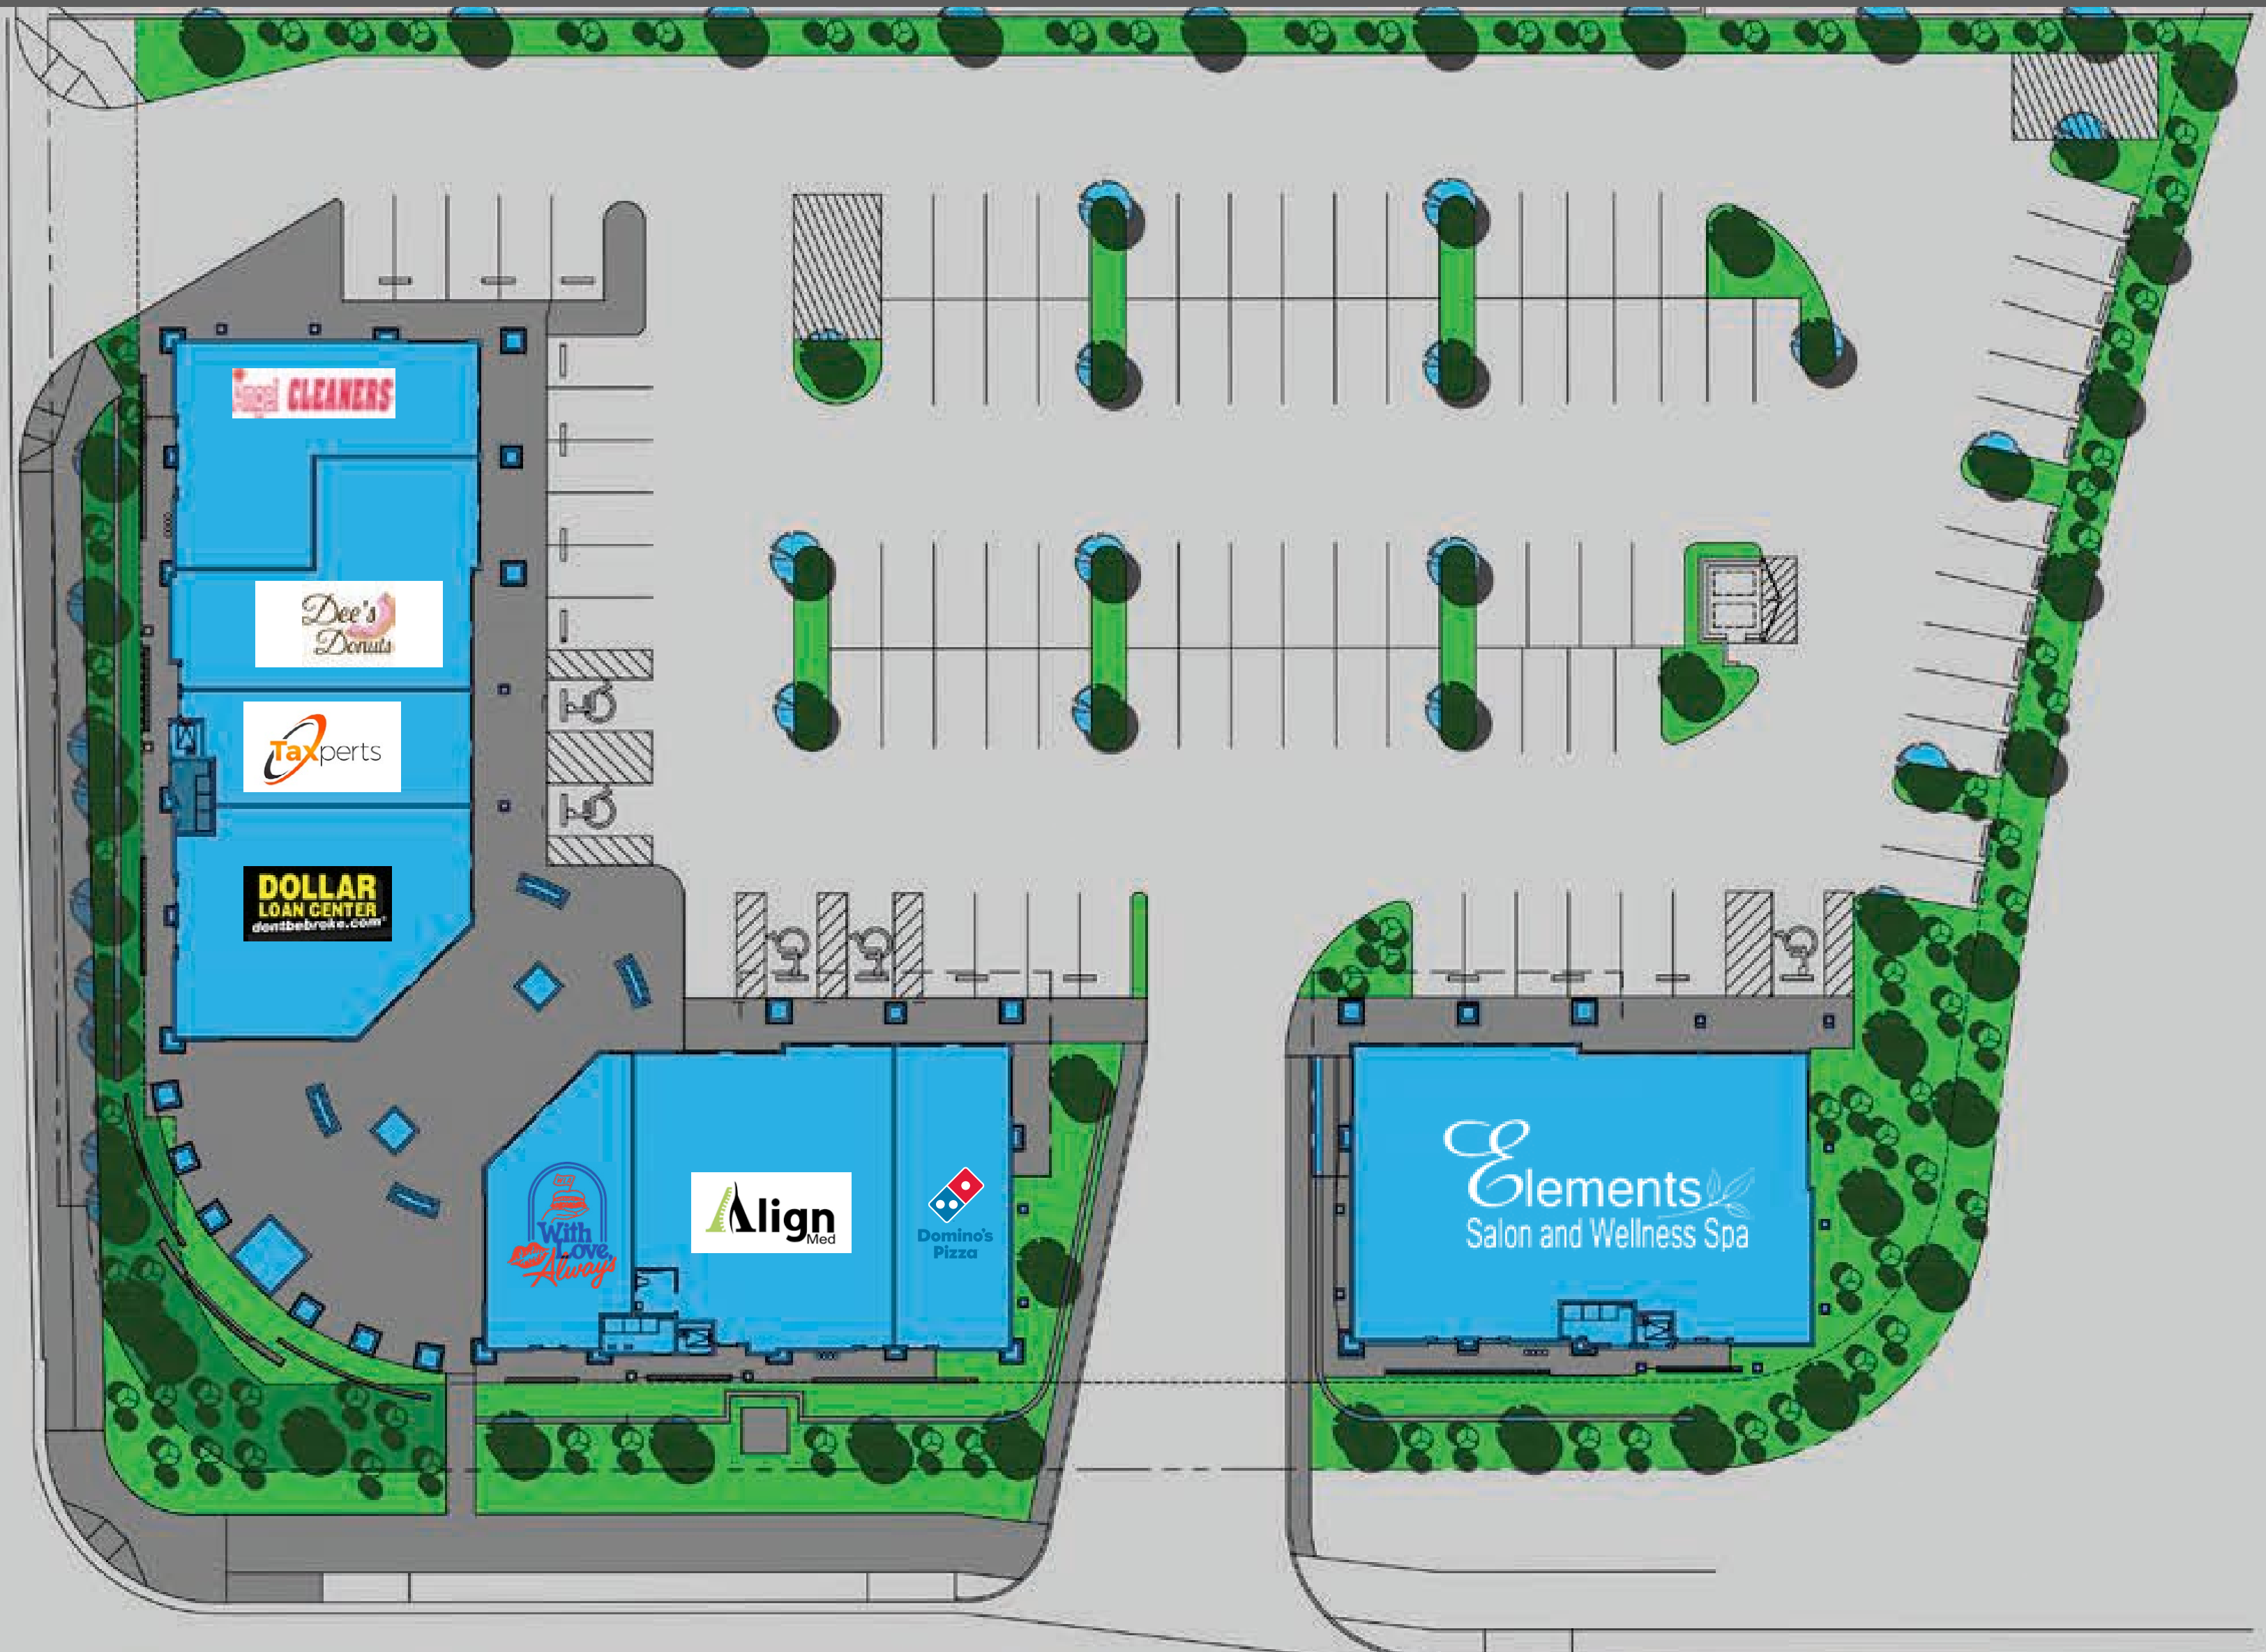 Angel CLEANERS
Dee's
Donuts
Taxperts
DOLLAR
LOAN CENTER
dontbebroke.com
With
Love,
Always
Align
Med
Domino's
Pizza
Elements
Salon and Wellness Spa